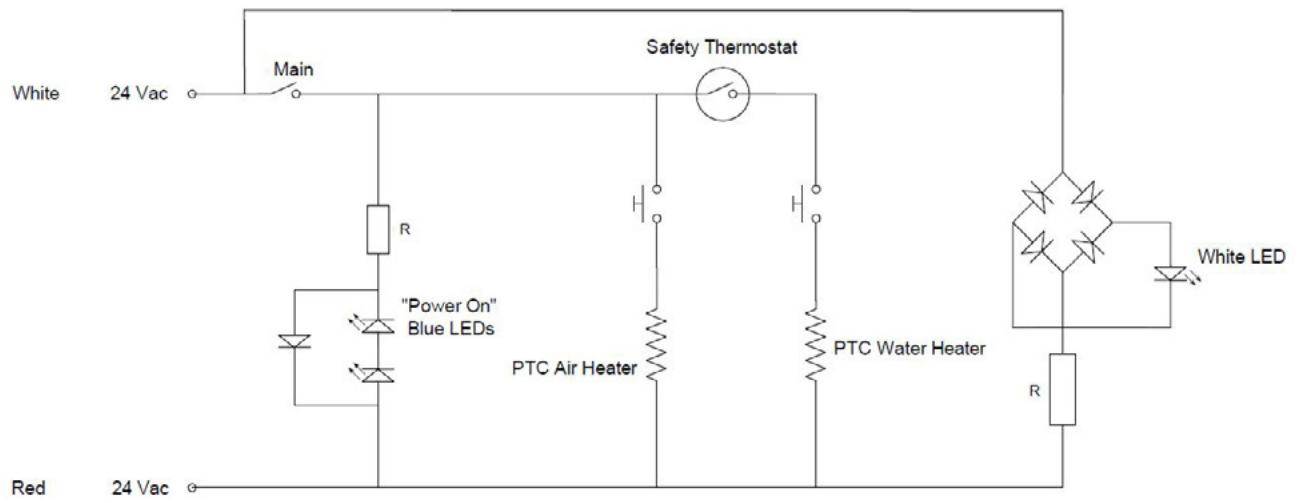 Safety Thermostat
Main
White 24 Vac
R
White LED
"Power On"
Blue LEDs
PTC Air Heater
PTC Water Heater
R
Red 24 Vac